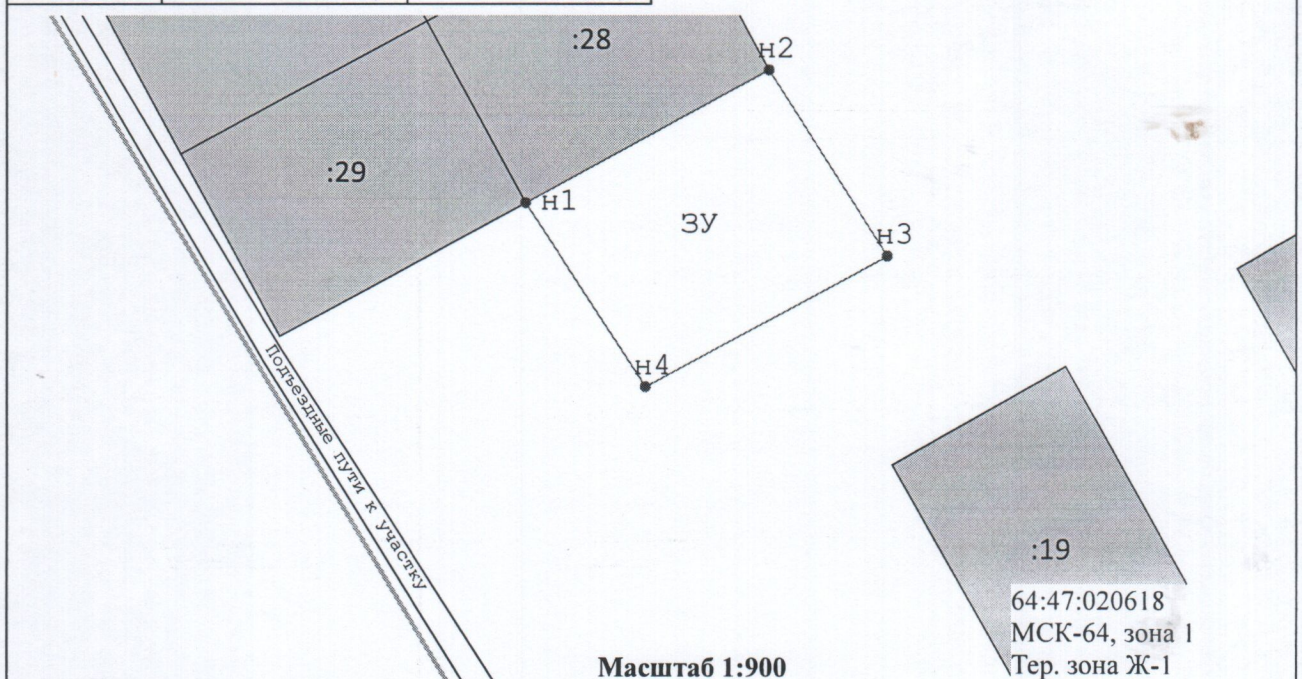 :28
н2
:29
н1
ЗУ
н3
н4
Подъездные пути к участку
:19
64:47:020618
МСК-64, зона 1
Тер. зона Ж-1
Масштаб 1:900